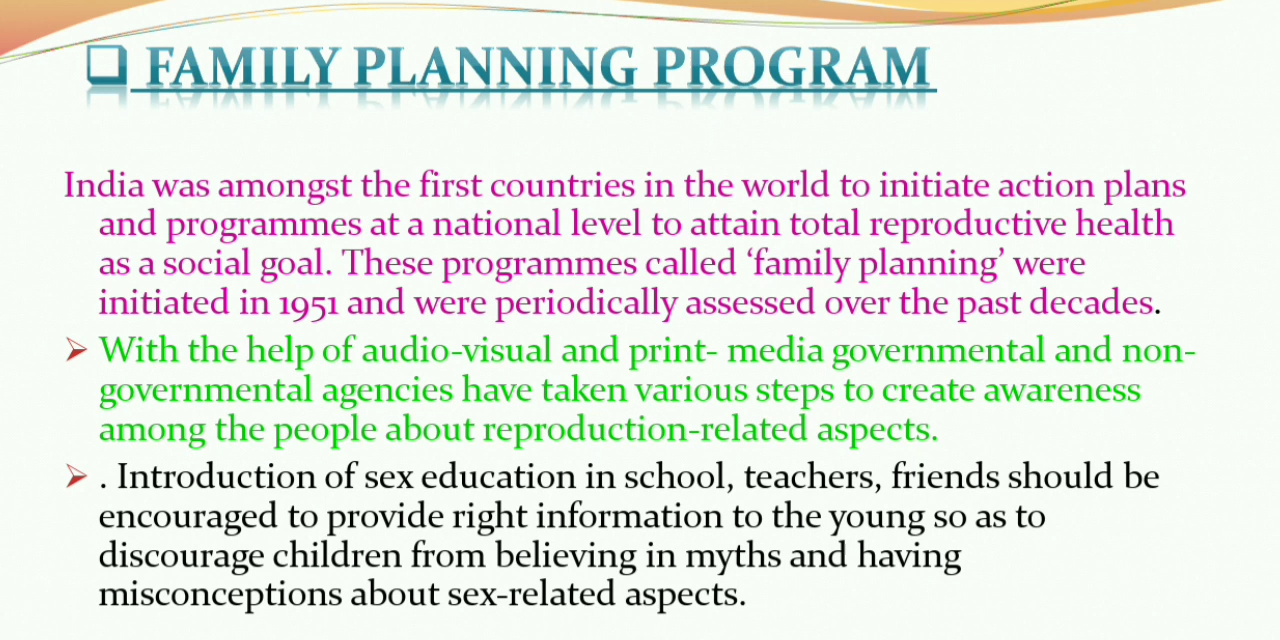 ❑ FAMILY PLANNING PROGRAM
India was amongst the first countries in the world to initiate action plans
and programmes at a national level to attain total reproductive health
as a social goal. These programmes called ‘family planning’ were
initiated in 1951 and were periodically assessed over the past decades.
➢ With the help of audio-visual and print- media governmental and non-
governmental agencies have taken various steps to create awareness
among the people about reproduction-related aspects.
➢ . Introduction of sex education in school, teachers, friends should be
encouraged to provide right information to the young so as to
discourage children from believing in myths and having
misconceptions about sex-related aspects.